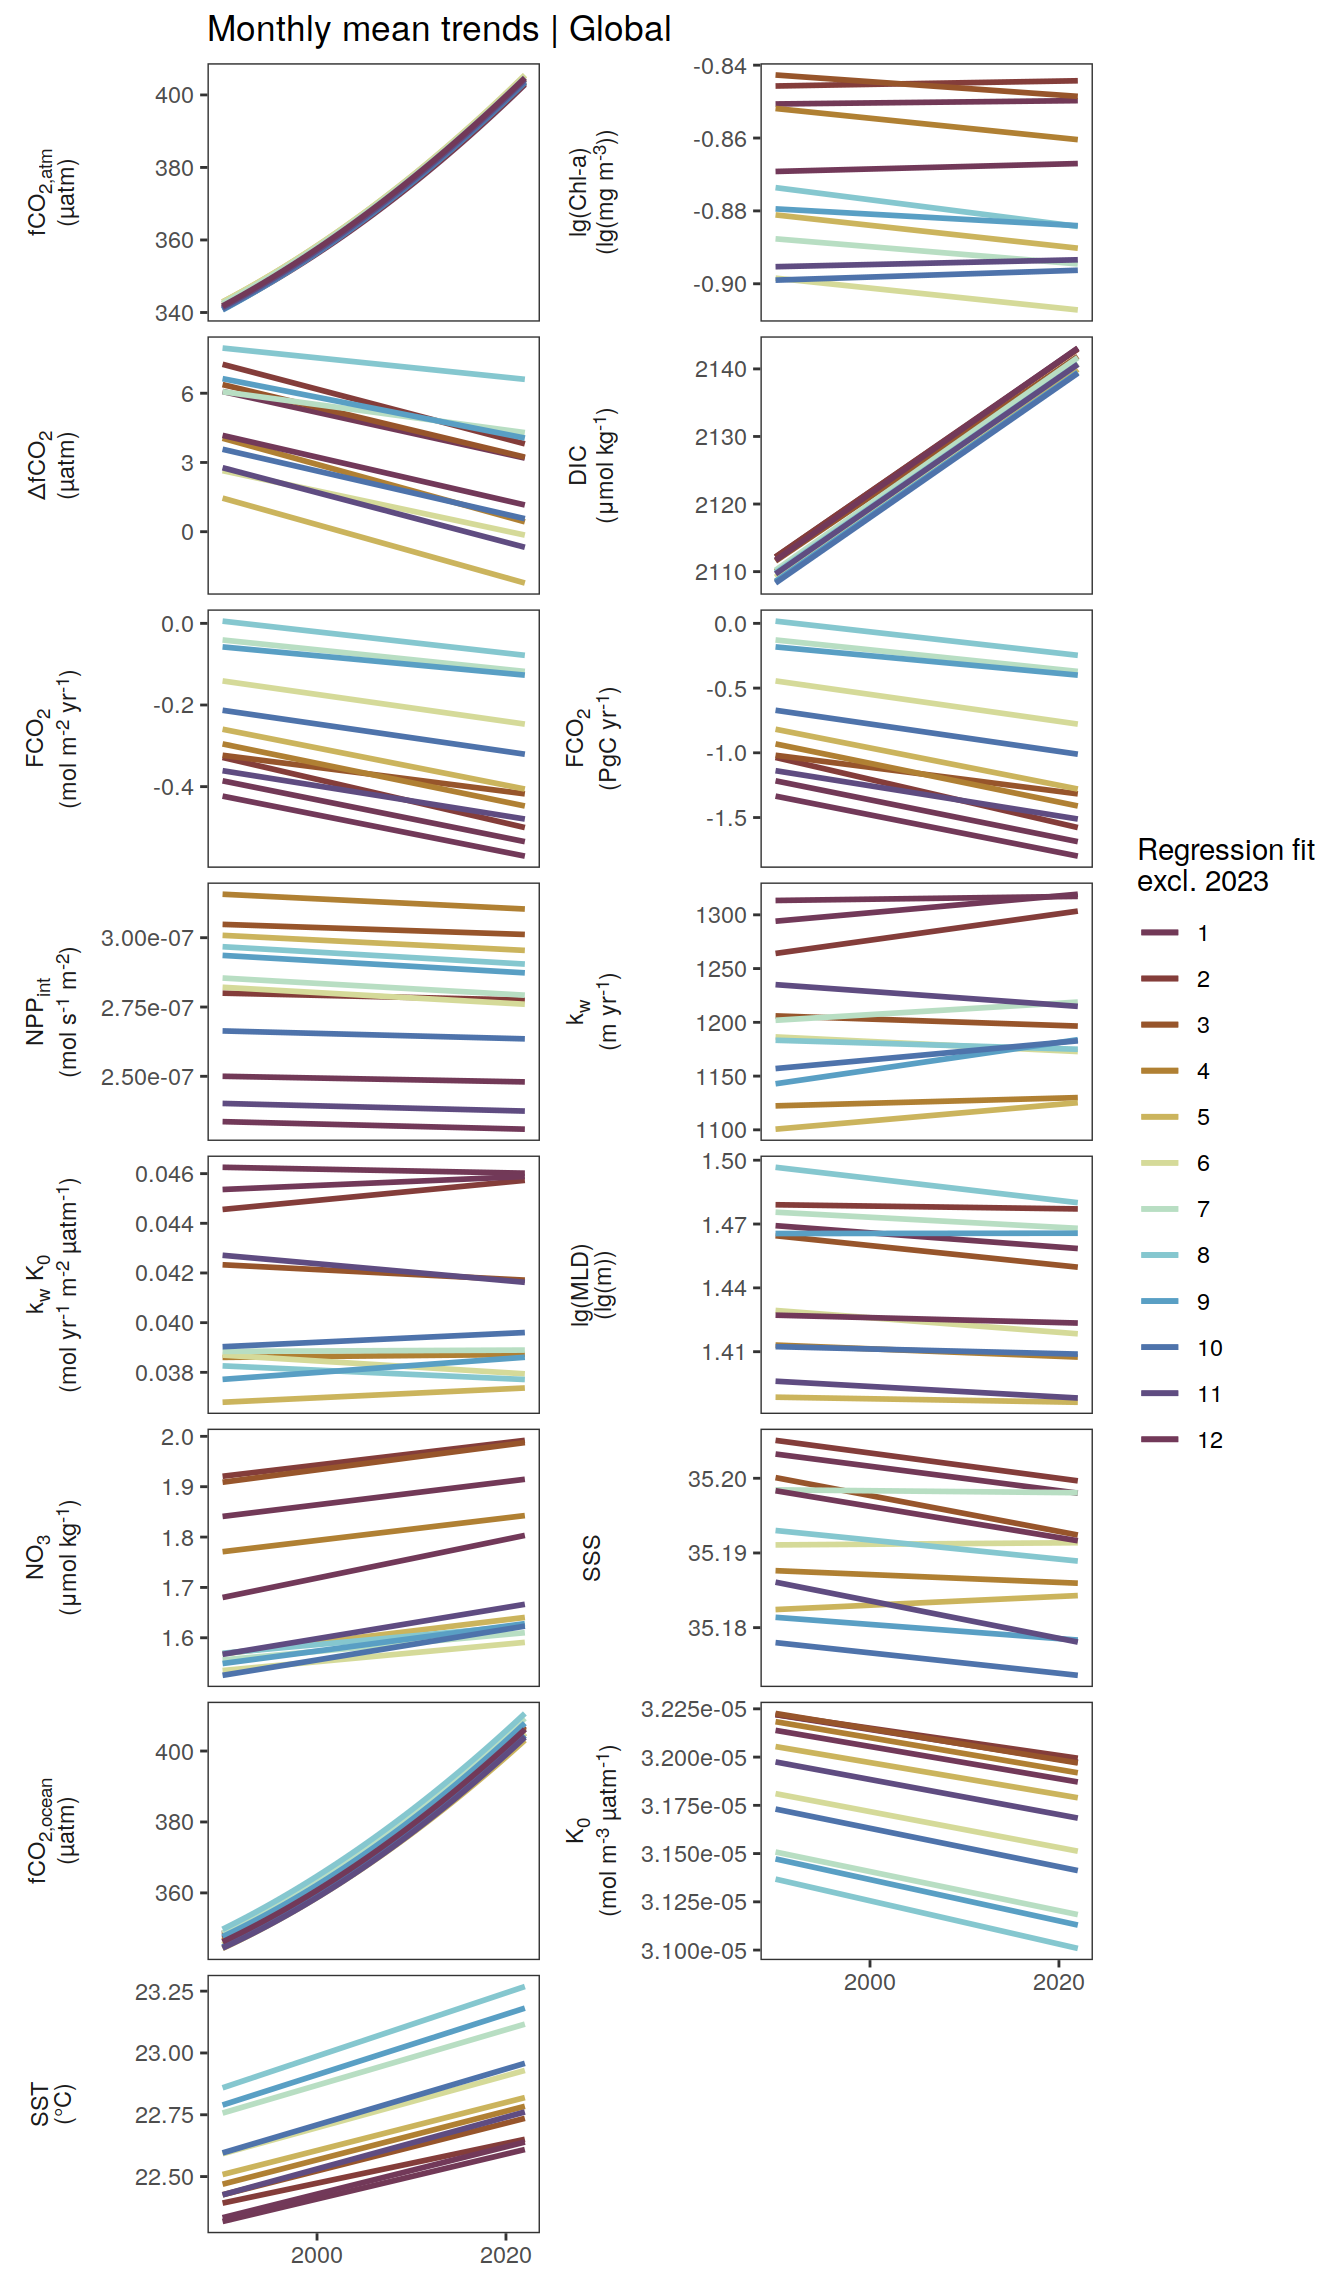 Monthly mean trends | Global
fCO2,atm
(µatm)
400
380
360
340
lg(Chl-a)
(lg(mg m-3))
-0.84
-0.86
-0.88
-0.90
ΔfCO2
(µatm)
6
3
0
DIC
(µmol kg-1)
2140
2130
2120
2110
FCO2
(mol m-2 yr-1)
0.0
-0.2
-0.4
FCO2
(PgC yr-1)
0.0
-0.5
-1.0
-1.5
NPPint
(mol s-1 m-2)
3.00e-07
2.75e-07
2.50e-07
kw
(m yr-1)
1300
1250
1200
1150
1100
kw K0
(mol yr-1 m-2 µatm-1)
0.046
0.044
0.042
0.040
0.038
lg(MLD)
(lg(m))
1.50
1.47
1.44
1.41
NO3
(µmol kg-1)
2.0
1.9
1.8
1.7
1.6
SSS
35.20
35.19
35.18
fCO2,ocean
(µatm)
400
380
360
K0
(mol m-3 µatm-1)
3.225e-05
3.200e-05
3.175e-05
3.150e-05
3.125e-05
3.100e-05
2000
2020
SST
(°C)
23.25
23.00
22.75
22.50
2000
2020
Regression fit
excl. 2023
1
2
3
4
5
6
7
8
9
10
11
12